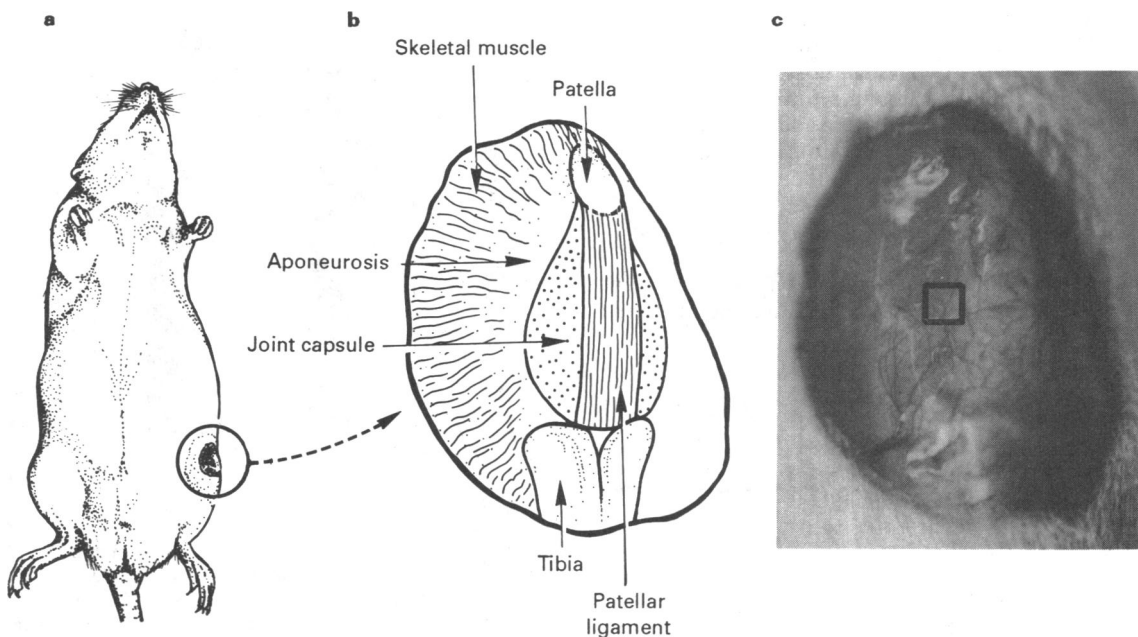 a
b
c
Skeletal muscle
Patella
Aponeurosis
Joint capsule
Tibia
Patellar
ligament